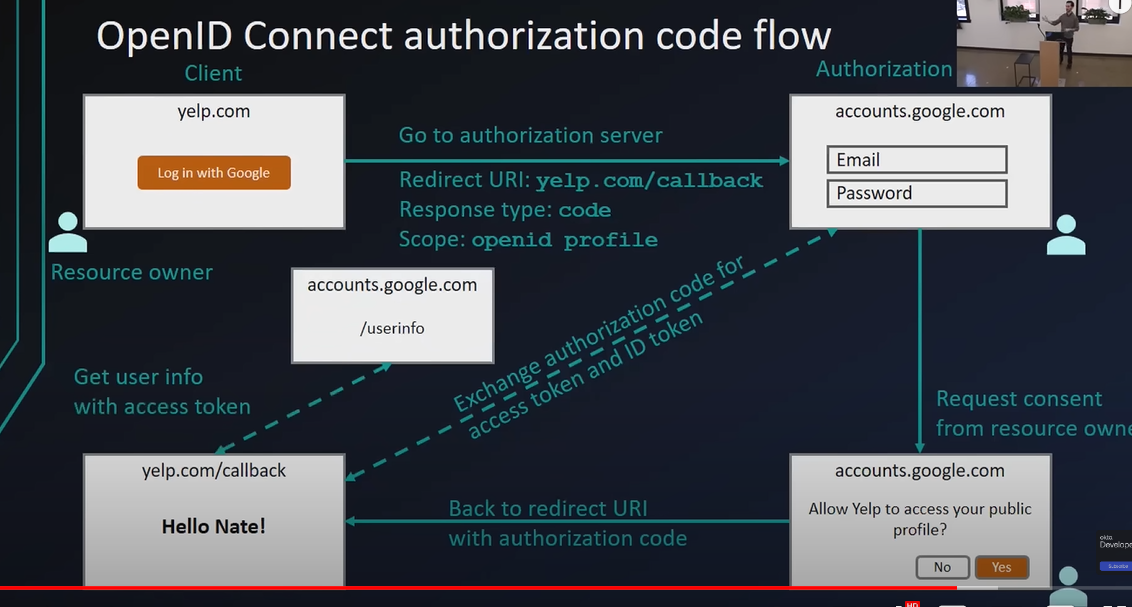 OpenID Connect authorization code flow
Client
Authorization
yelp.com
Log in with Google
Go to authorization server
Redirect URI: yelp.com/callback
Response type: code
Scope: openid profile
accounts.google.com
Email
Password
Resource owner
accounts.google.com
/userinfo
Exchange authorization code for
access token and ID token
Get user info
with access token
Request consent
from resource owne
yelp.com/callback
Hello Nate!
Back to redirect URI
with authorization code
accounts.google.com
Allow Yelp to access your public
profile?
No
Yes
okta
Develope
Subscribe
HD